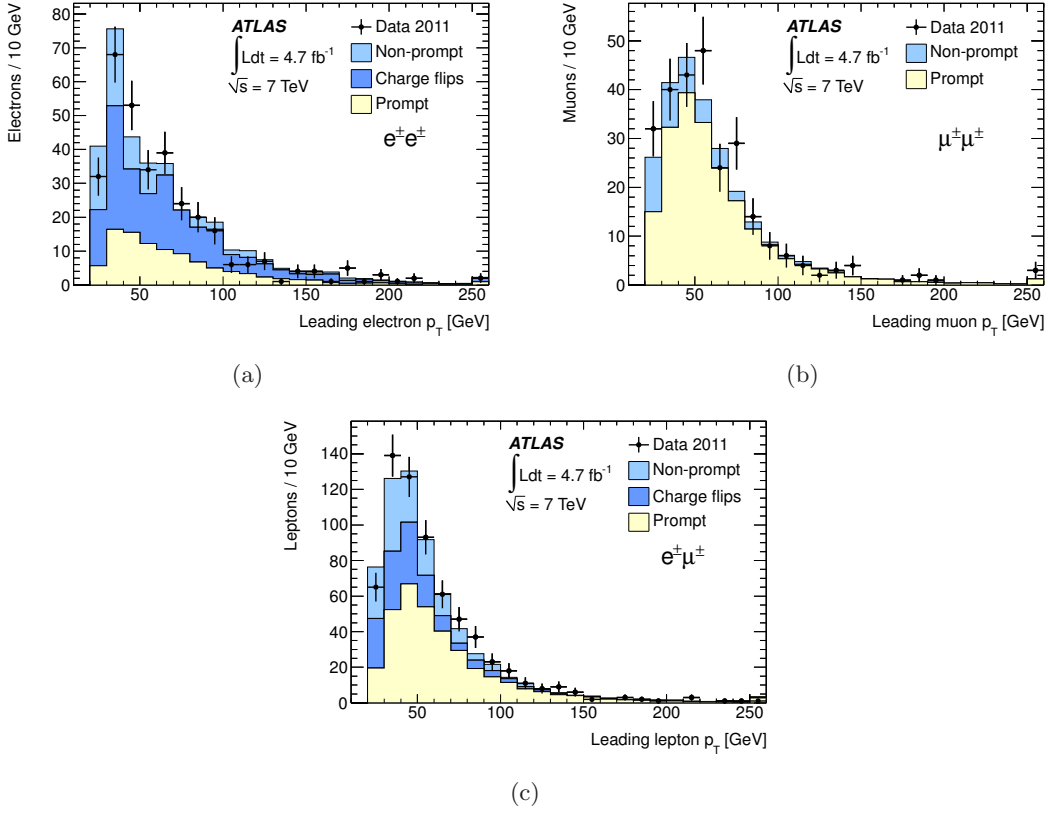 Electrons / 10 GeV
80
70
60
50
40
30
20
10
0
50
100
150
200
250
Leading electron p_T [GeV]
ATLAS
∫Ldt = 4.7 fb⁻¹
√s = 7 TeV
Data 2011
Non-prompt
Charge flips
Prompt
e±e±
(a)
Muons / 10 GeV
50
40
30
20
10
0
50
100
150
200
250
Leading muon p_T [GeV]
ATLAS
∫Ldt = 4.7 fb⁻¹
√s = 7 TeV
Data 2011
Non-prompt
Prompt
μ±μ±
(b)
Leptons / 10 GeV
140
120
100
80
60
40
20
0
50
100
150
200
250
Leading lepton p_T [GeV]
ATLAS
∫Ldt = 4.7 fb⁻¹
√s = 7 TeV
Data 2011
Non-prompt
Charge flips
Prompt
e±μ±
(c)